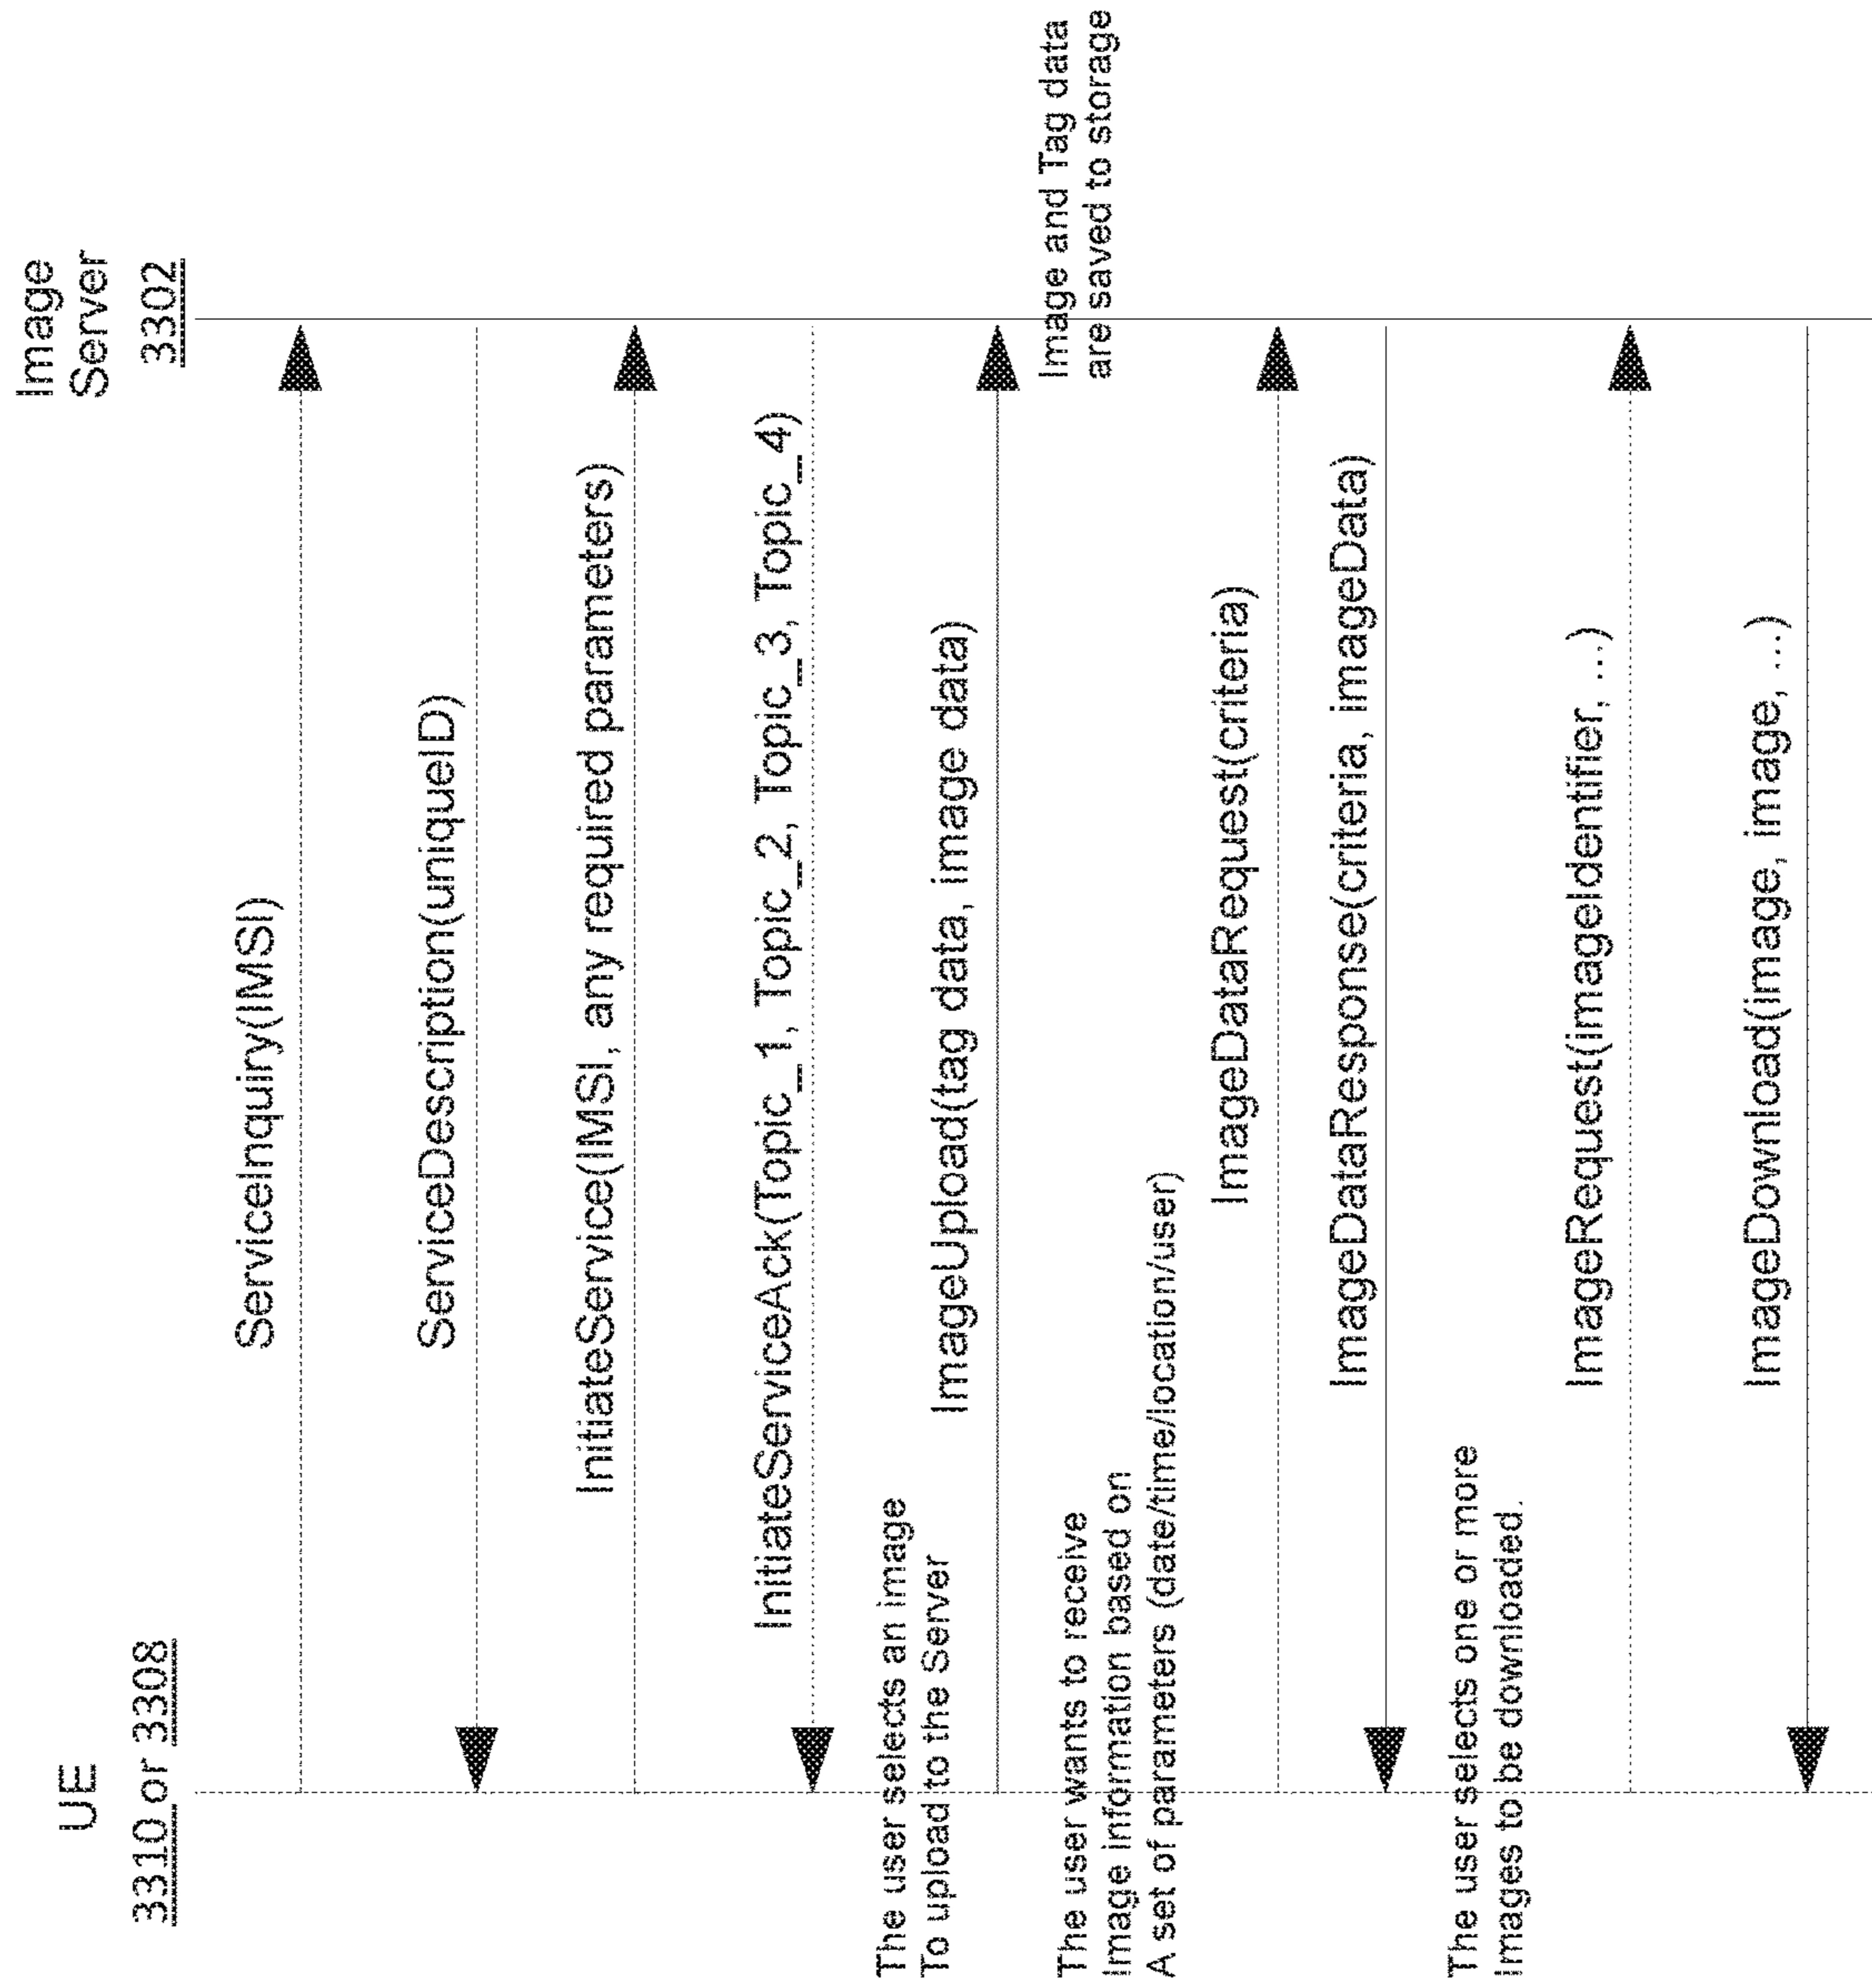 UE
3310 or 3308
Image
Server
3302
ServiceInquiry(IMSI)
ServiceDescription(uniqueID)
InitiateService(IMSI, any required parameters)
InitiateServiceAck(Topic_1, Topic_2, Topic_3, Topic_4)
The user selects an image
To upload to the Server
ImageUpload(tag data, image data)
Image and Tag data
are saved to storage
The user wants to receive
Image information based on
A set of parameters (date/time/location/user)
ImageDataRequest(criteria)
ImageDataResponse(criteria, imageData)
The user selects one or more
Images to be downloaded.
ImageRequest(imageIdentifier, ...)
ImageDownload(image, image, ...)